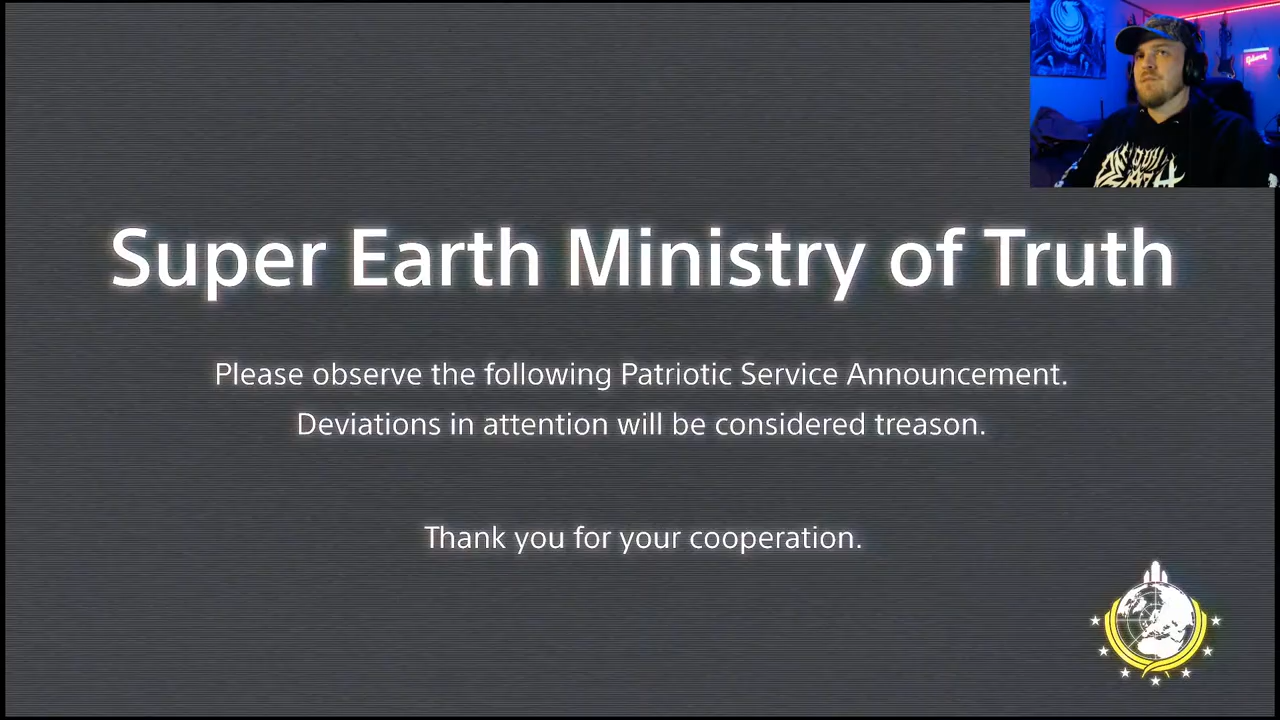 Super Earth Ministry of Truth
Please observe the following Patriotic Service Announcement.
Deviations in attention will be considered treason.
Thank you for your cooperation.